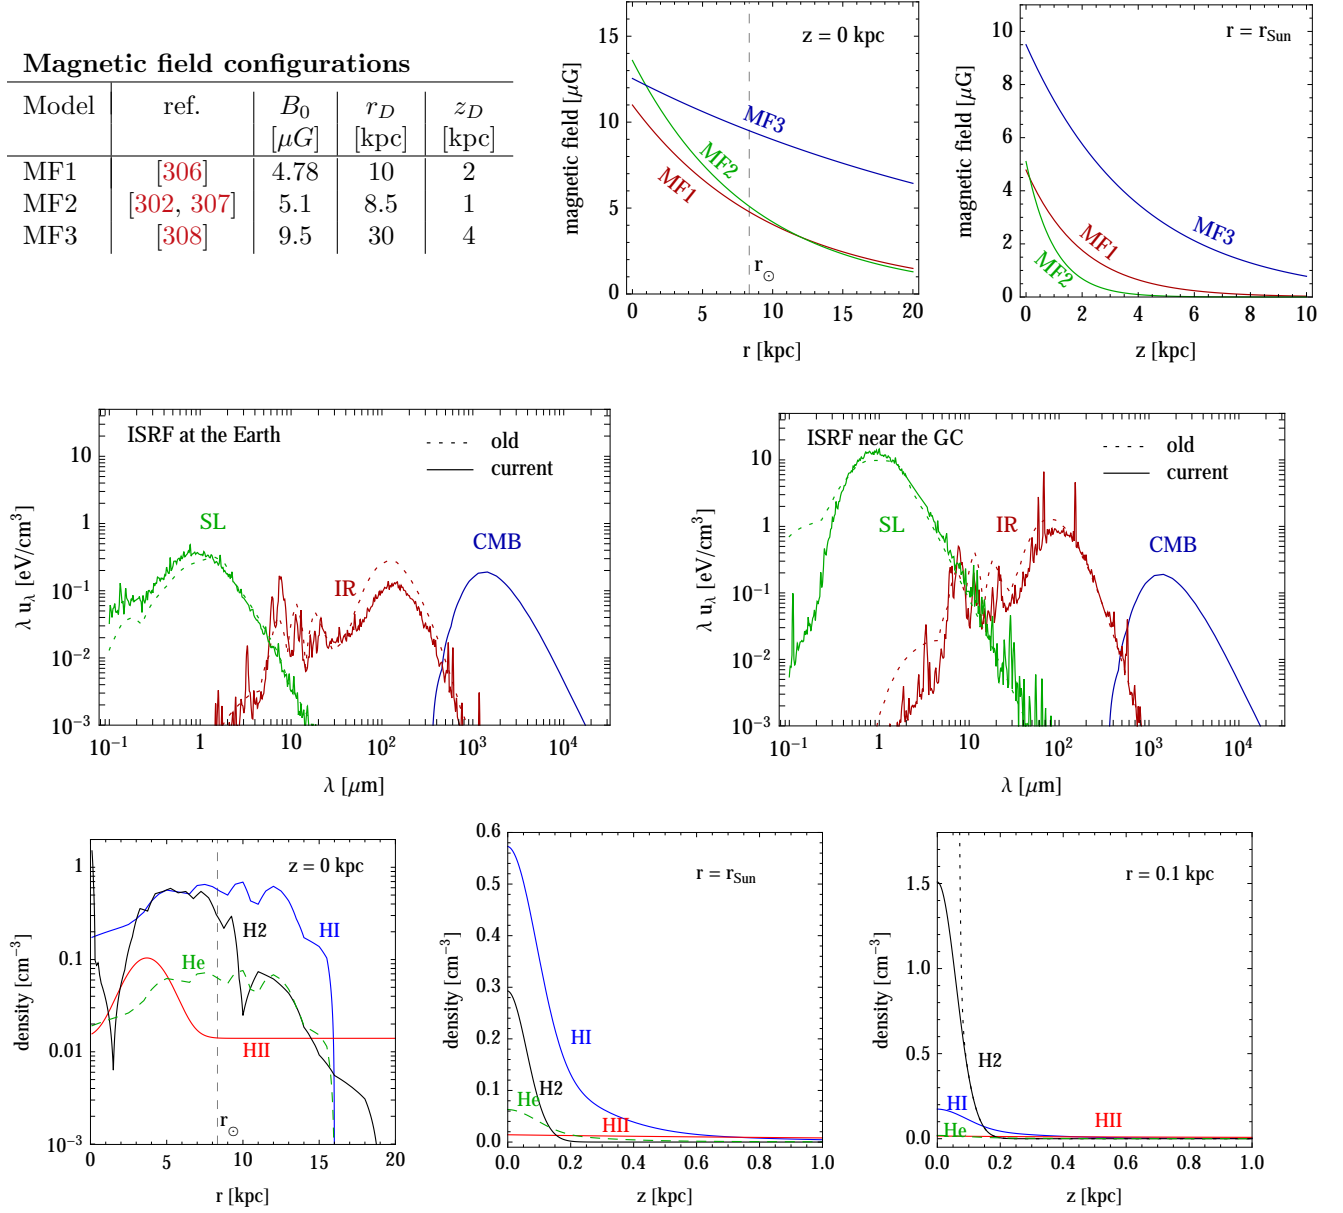 Magnetic field configurations
Model ref. B₀ r_D z_D
[μG] [kpc] [kpc]
MF1 [306] 4.78 10 2
MF2 [302, 307] 5.1 8.5 1
MF3 [308] 9.5 30 4
z = 0 kpc
magnetic field [μG]
MF3
MF2
MF1
r⊙
15
10
5
0
0 5 10 15 20
r [kpc]
r = rSun
magnetic field [μG]
MF3
MF1
MF2
10
8
6
4
2
0
0 2 4 6 8 10
z [kpc]
ISRF at the Earth
old
current
SL
IR
CMB
λ uλ [eV/cm³]
10
1
10⁻¹
10⁻²
10⁻³
10⁻¹ 1 10 10² 10³ 10⁴
λ [μm]
ISRF near the GC
old
current
SL
IR
CMB
λ uλ [eV/cm³]
10
1
10⁻¹
10⁻²
10⁻³
10⁻¹ 1 10 10² 10³ 10⁴
λ [μm]
z = 0 kpc
density [cm⁻³]
H2
HI
He
HII
r⊙
1
0.1
0.01
10⁻³
0 5 10 15 20
r [kpc]
r = rSun
density [cm⁻³]
HI
H2
He
HII
0.6
0.5
0.4
0.3
0.2
0.1
0.0
0.0 0.2 0.4 0.6 0.8 1.0
z [kpc]
r = 0.1 kpc
density [cm⁻³]
H2
HI
He
HII
1.5
1.0
0.5
0.0
0.0 0.2 0.4 0.6 0.8 1.0
z [kpc]